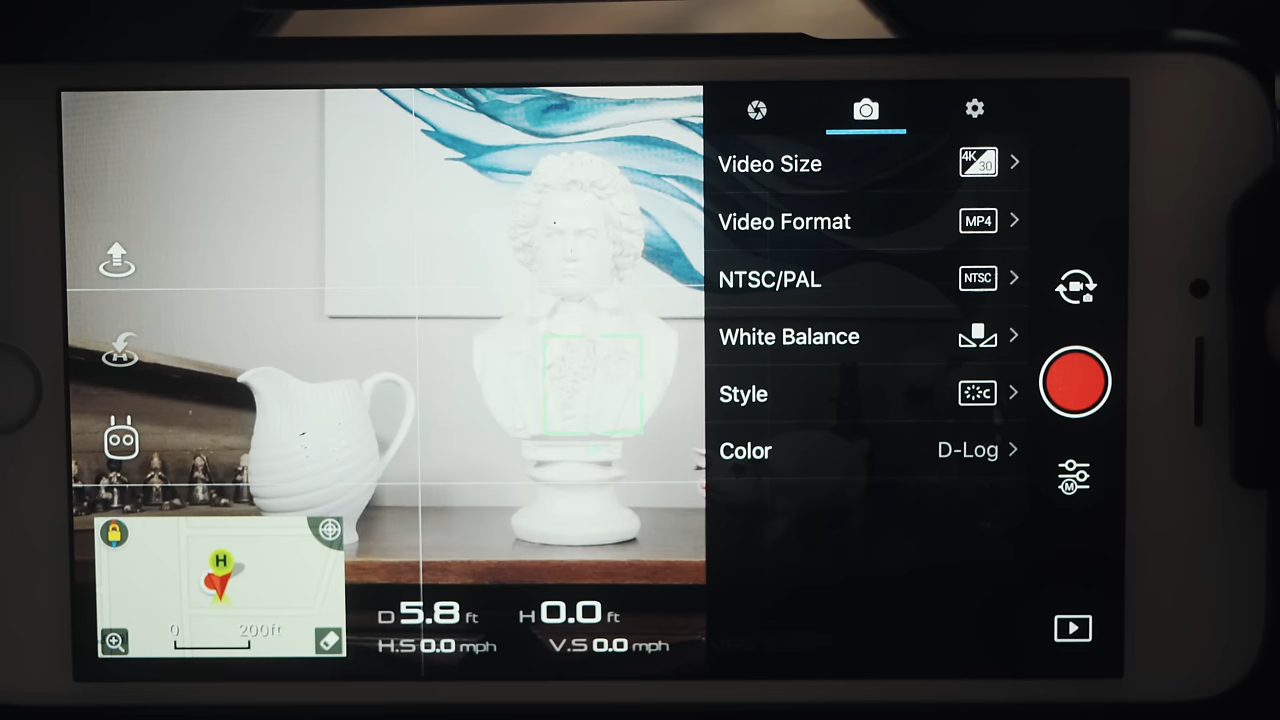 Video Size 4K 30
Video Format MP4
NTSC/PAL NTSC
White Balance
Style C
Color D-Log
H
M
H
0 200ft
D 5.8 ft H 0.0 ft
H.S 0.0 mph V.S 0.0 mph